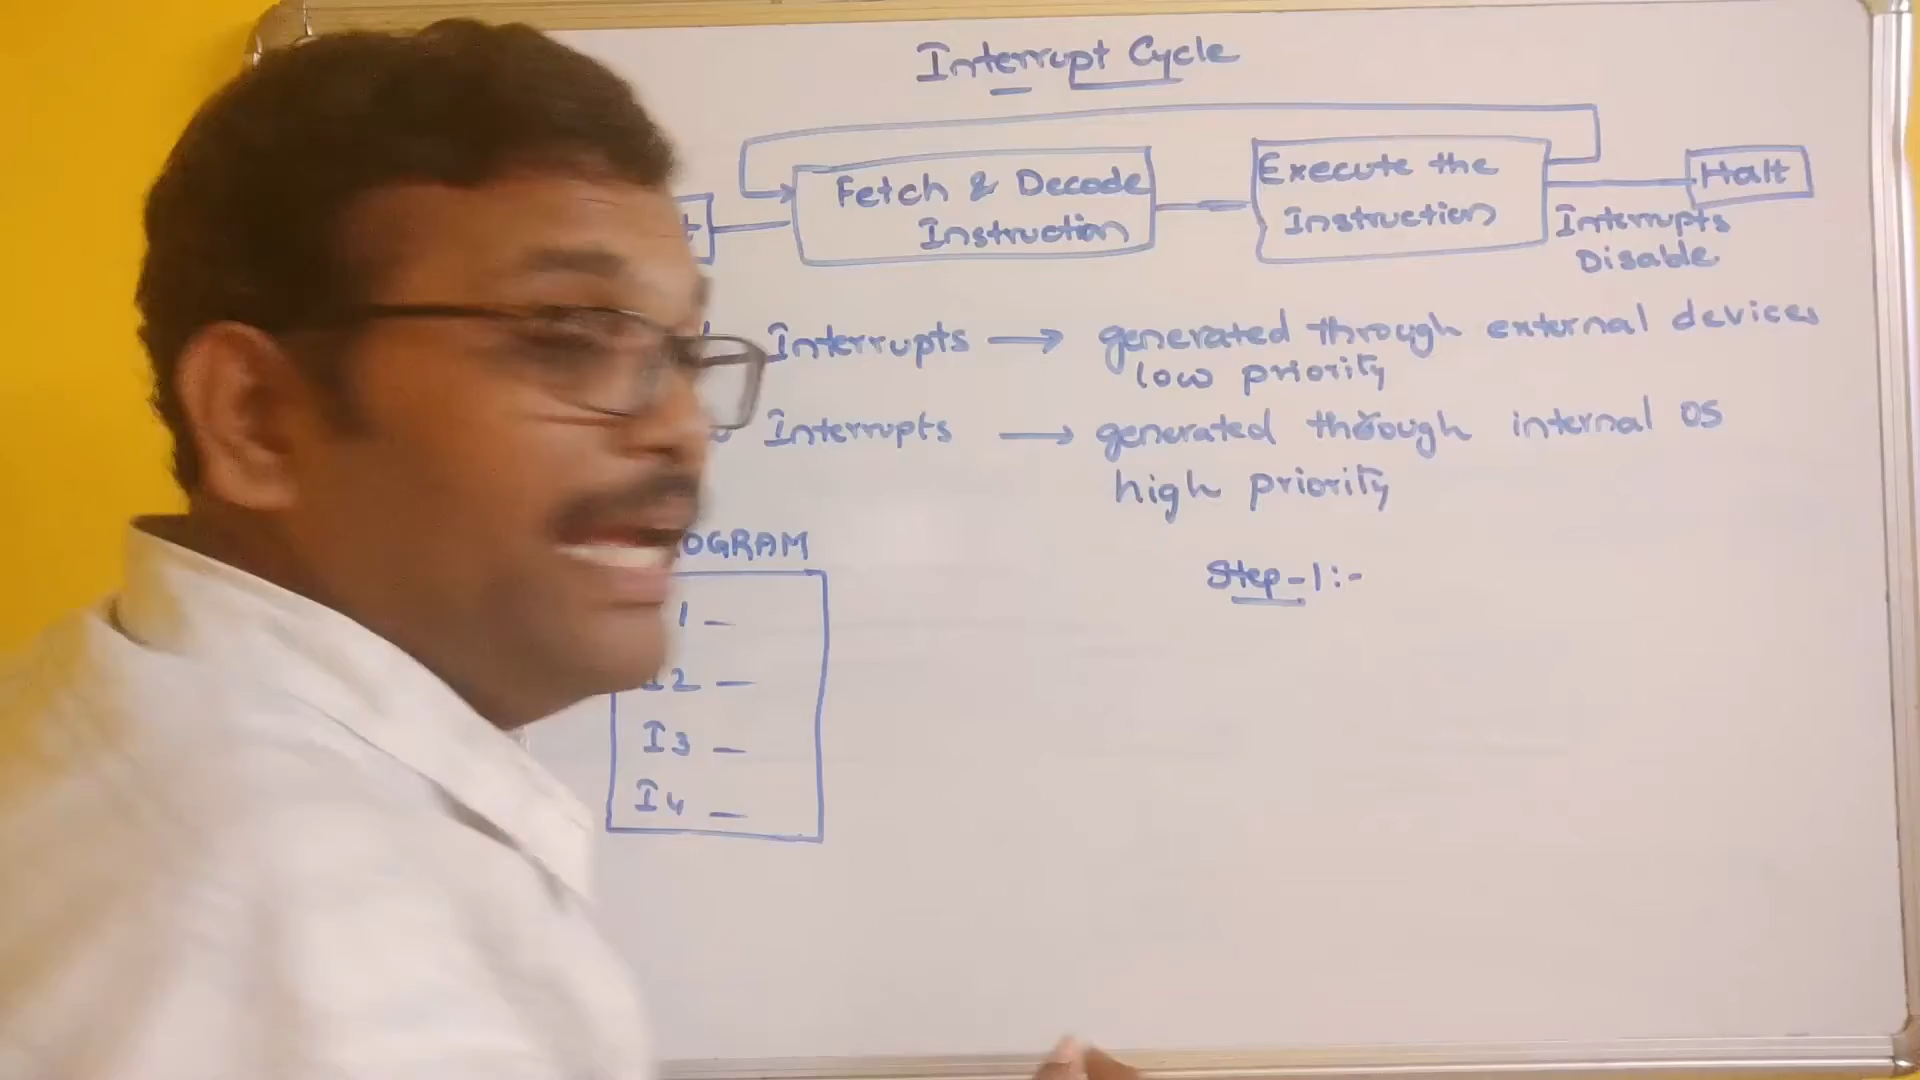 Interrupt Cycle
Fetch & Decode
Instruction
Execute the
Instruction
Halt
Interrupts
Disable
Interrupts → generated through external devices
low priority
Interrupts → generated through internal OS
high priority
OGRAM
Step-1:-
1 —
I2 —
I3 —
I4 —